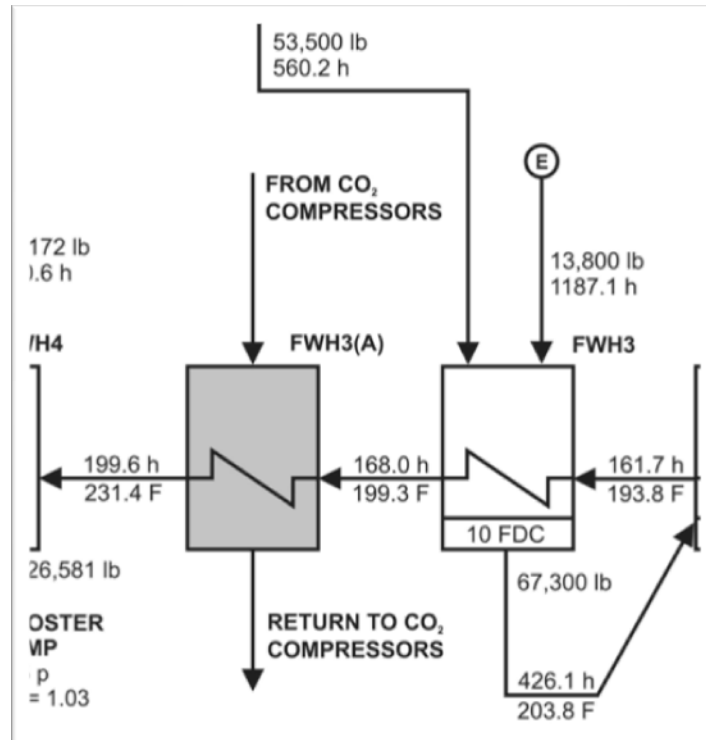 53,500 lb
560.2 h
FROM CO₂
COMPRESSORS
E
172 lb
.6 h
13,800 lb
1187.1 h
/H4
FWH3(A)
FWH3
199.6 h
231.4 F
168.0 h
199.3 F
161.7 h
193.8 F
10 FDC
26,581 lb
67,300 lb
OSTER
MP
p
= 1.03
RETURN TO CO₂
COMPRESSORS
426.1 h
203.8 F